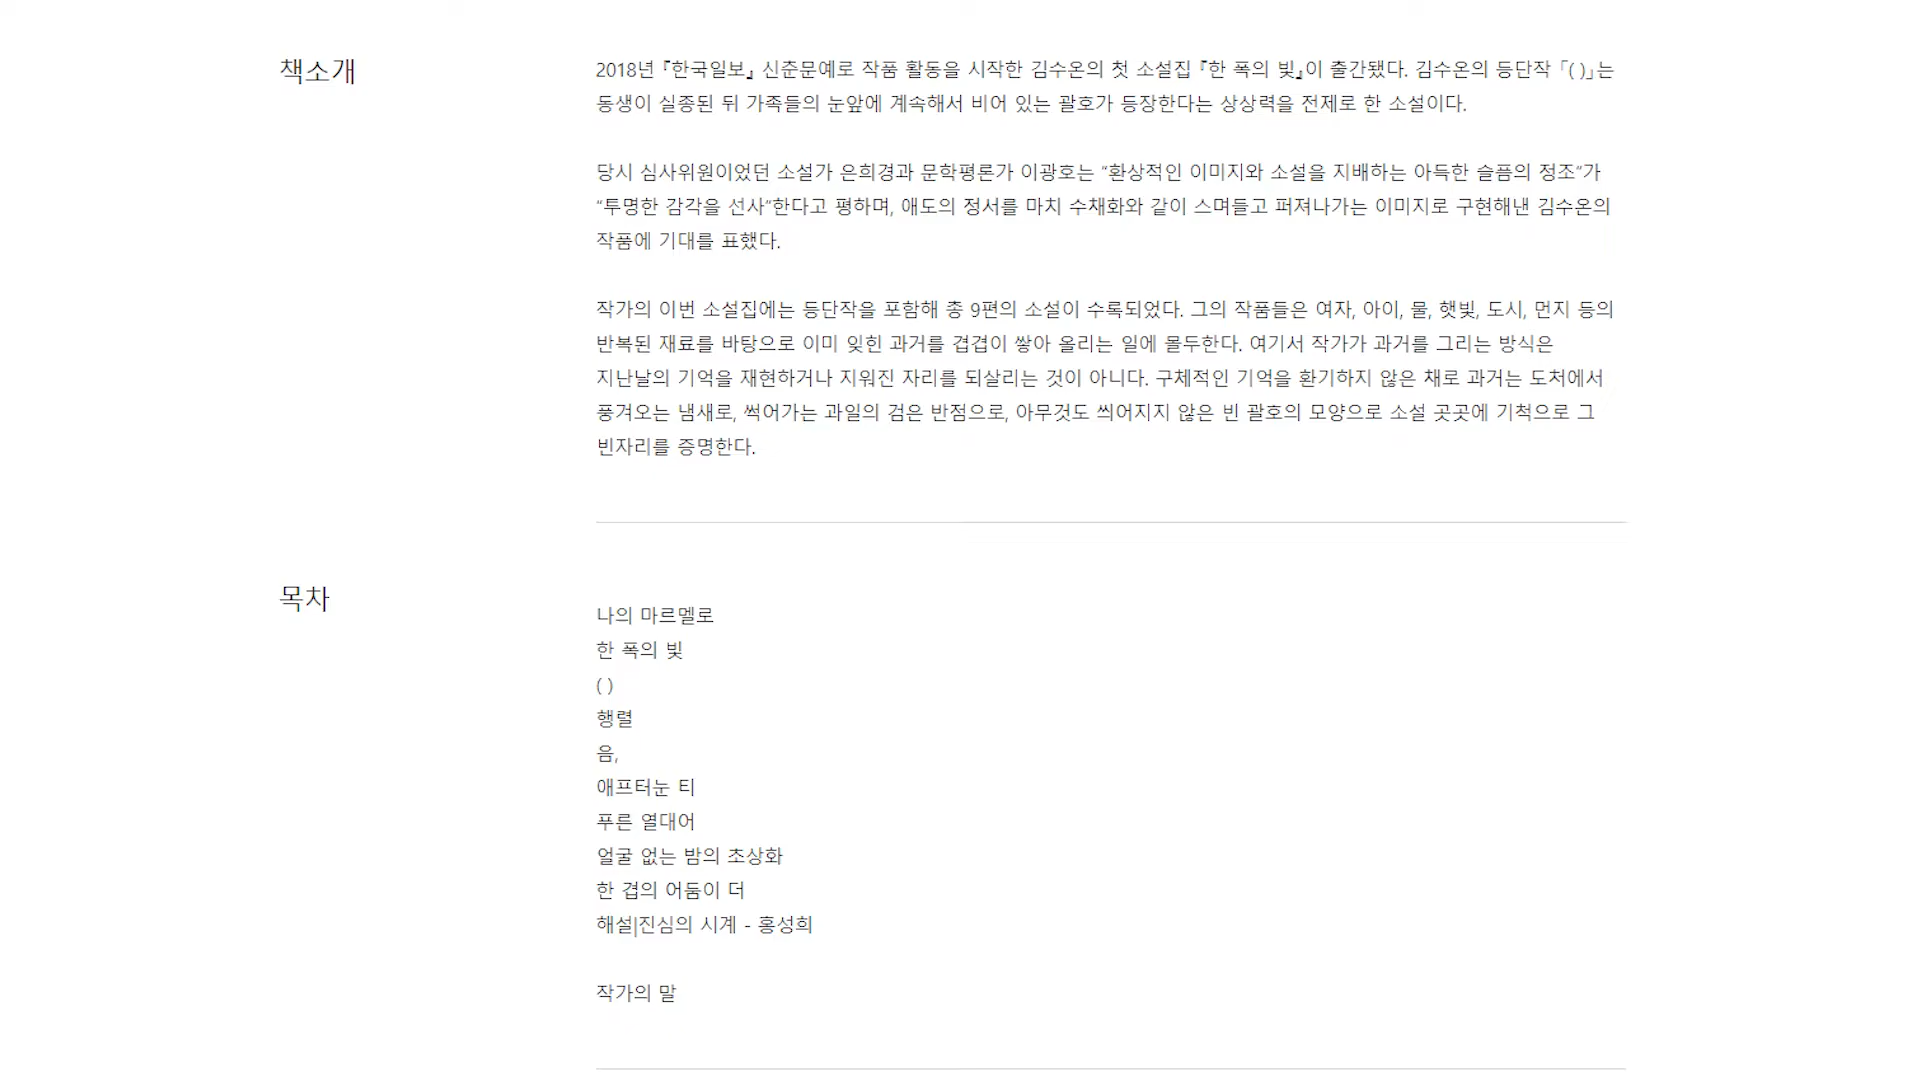 책소개
2018년 『한국일보』 신춘문예로 작품 활동을 시작한 김수온의 첫 소설집 『한 폭의 빛』이 출간됐다. 김수온의 등단작 「( )」는
동생이 실종된 뒤 가족들의 눈앞에 계속해서 비어 있는 괄호가 등장한다는 상상력을 전제로 한 소설이다.
당시 심사위원이었던 소설가 은희경과 문학평론가 이광호는 “환상적인 이미지와 소설을 지배하는 아득한 슬픔의 정조”가
“투명한 감각을 선사”한다고 평하며, 애도의 정서를 마치 수채화와 같이 스며들고 퍼져나가는 이미지로 구현해낸 김수온의
작품에 기대를 표했다.
작가의 이번 소설집에는 등단작을 포함해 총 9편의 소설이 수록되었다. 그의 작품들은 여자, 아이, 물, 햇빛, 도시, 먼지 등의
반복된 재료를 바탕으로 이미 잊힌 과거를 겹겹이 쌓아 올리는 일에 몰두한다. 여기서 작가가 과거를 그리는 방식은
지난날의 기억을 재현하거나 지워진 자리를 되살리는 것이 아니다. 구체적인 기억을 환기하지 않은 채로 과거는 도처에서
풍겨오는 냄새로, 썩어가는 과일의 검은 반점으로, 아무것도 씌어지지 않은 빈 괄호의 모양으로 소설 곳곳에 기척으로 그
빈자리를 증명한다.
목차
나의 마르멜로
한 폭의 빛
( )
행렬
음,
애프터눈 티
푸른 열대어
얼굴 없는 밤의 초상화
한 겹의 어둠이 더
해설|진심의 시계 - 홍성희
작가의 말